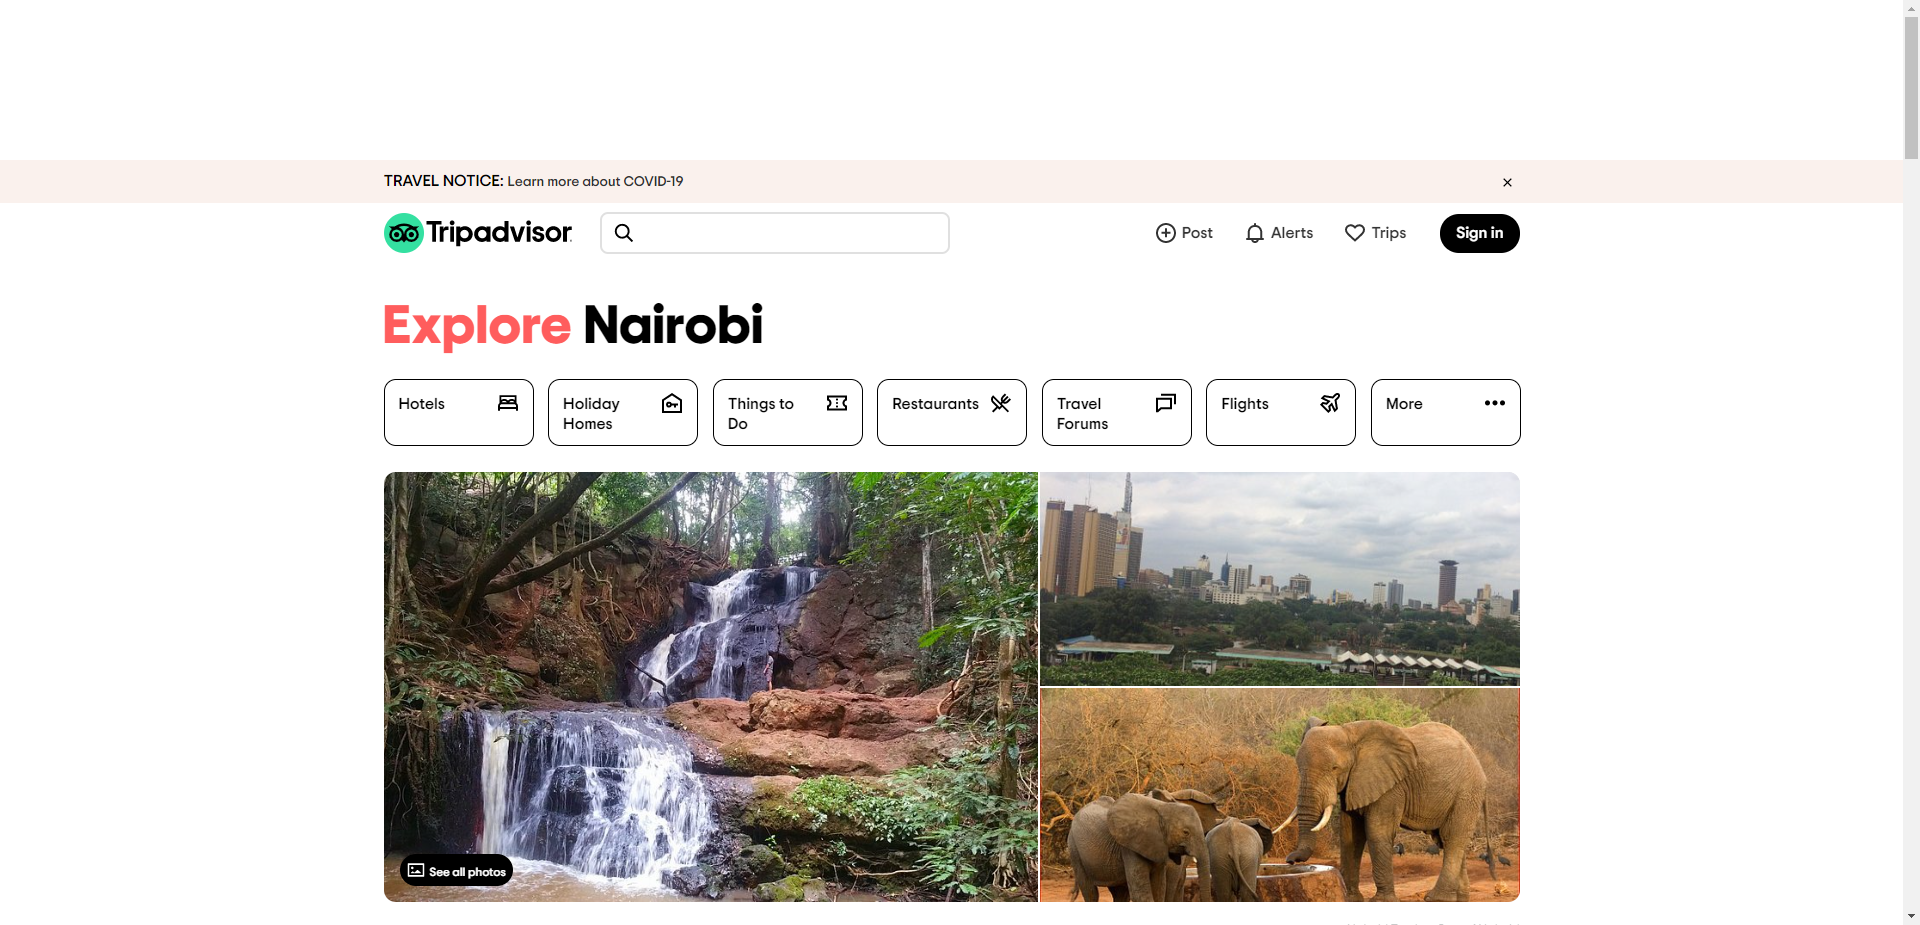 TRAVEL NOTICE: Learn more about COVID-19
Tripadvisor
Post
Alerts
Trips
Sign in
Explore Nairobi
Hotels
Holiday
Homes
Things to
Do
Restaurants
Travel
Forums
Flights
More
See all photos